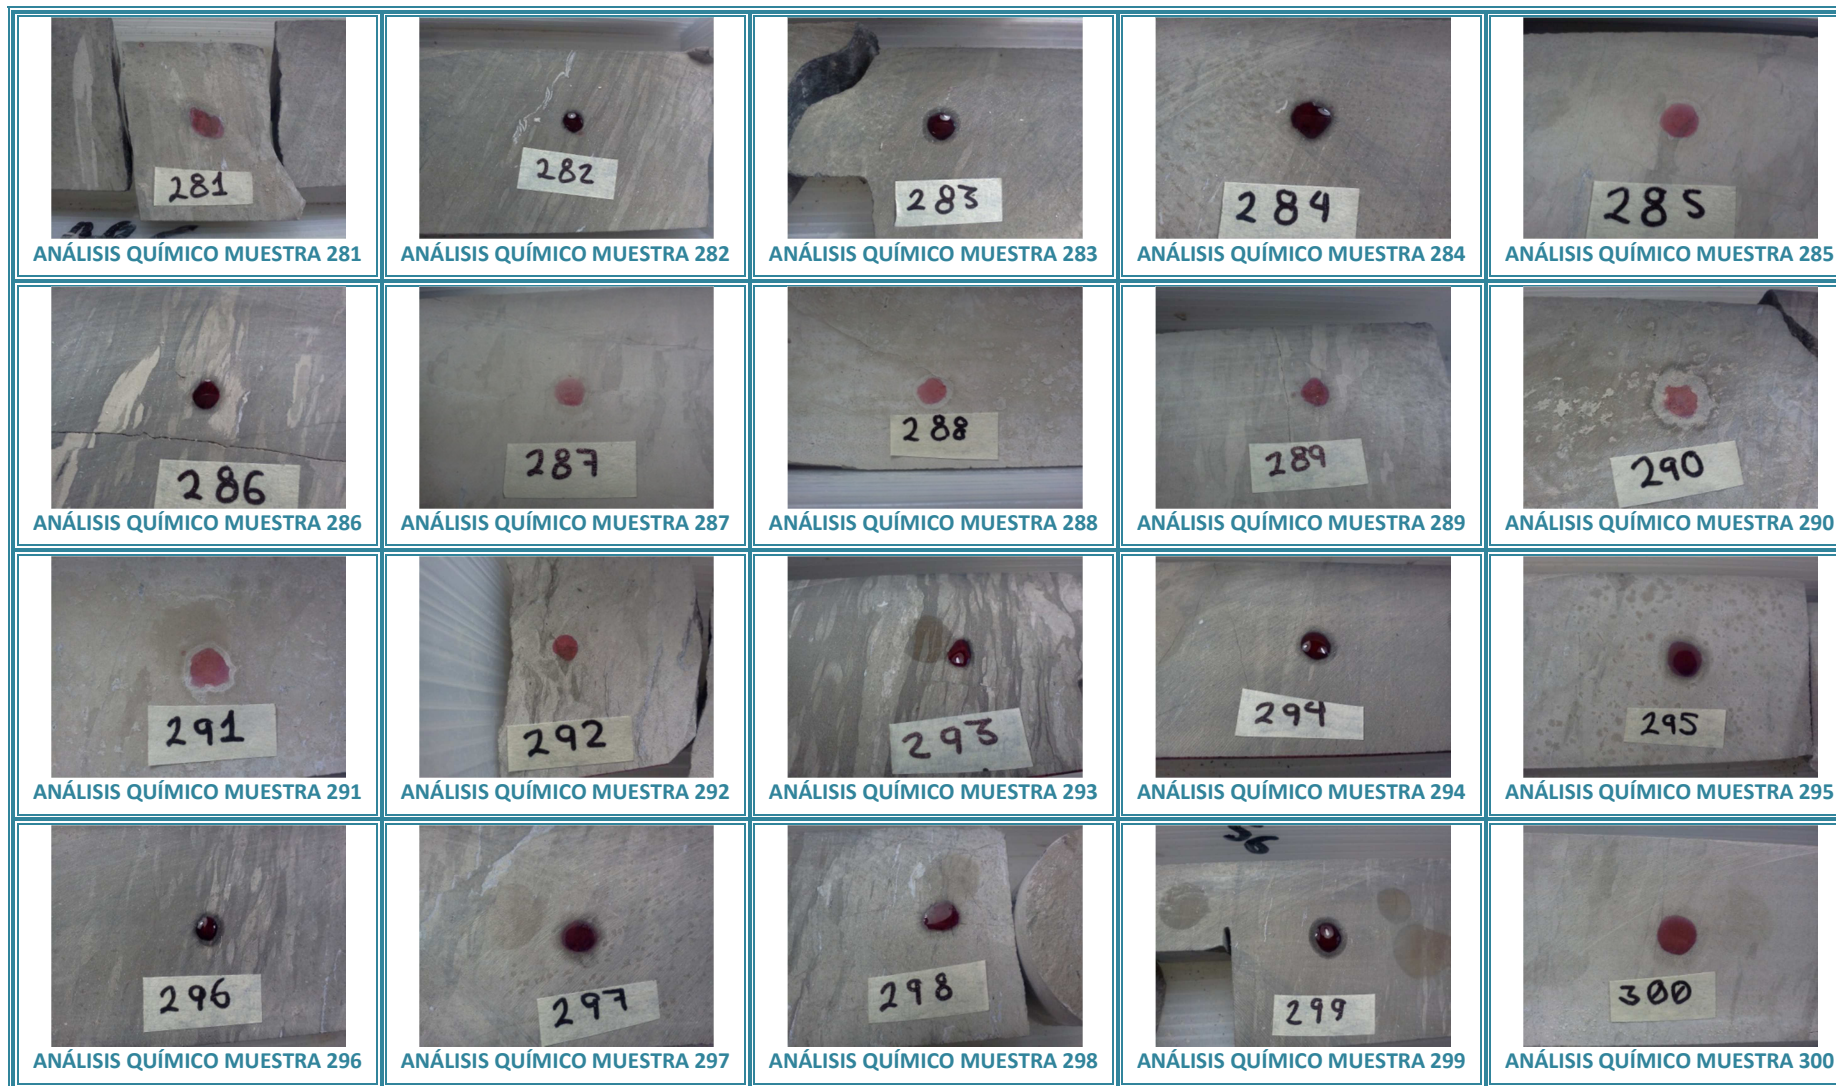 281
ANÁLISIS QUÍMICO MUESTRA 281
282
ANÁLISIS QUÍMICO MUESTRA 282
283
ANÁLISIS QUÍMICO MUESTRA 283
284
ANÁLISIS QUÍMICO MUESTRA 284
285
ANÁLISIS QUÍMICO MUESTRA 285
286
ANÁLISIS QUÍMICO MUESTRA 286
287
ANÁLISIS QUÍMICO MUESTRA 287
288
ANÁLISIS QUÍMICO MUESTRA 288
289
ANÁLISIS QUÍMICO MUESTRA 289
290
ANÁLISIS QUÍMICO MUESTRA 290
291
ANÁLISIS QUÍMICO MUESTRA 291
292
ANÁLISIS QUÍMICO MUESTRA 292
293
ANÁLISIS QUÍMICO MUESTRA 293
294
ANÁLISIS QUÍMICO MUESTRA 294
295
ANÁLISIS QUÍMICO MUESTRA 295
296
ANÁLISIS QUÍMICO MUESTRA 296
297
ANÁLISIS QUÍMICO MUESTRA 297
298
ANÁLISIS QUÍMICO MUESTRA 298
299
ANÁLISIS QUÍMICO MUESTRA 299
300
ANÁLISIS QUÍMICO MUESTRA 300